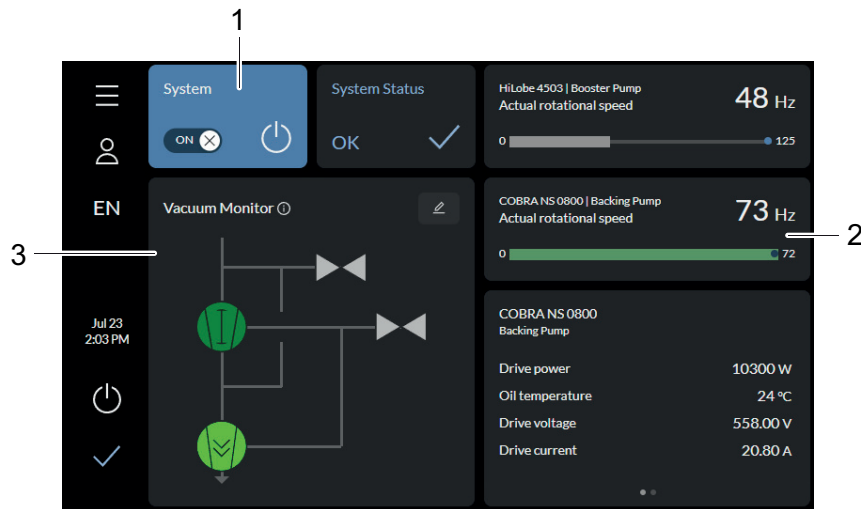 1
System
ON
System Status
OK
HiLobe 4503 | Booster Pump
Actual rotational speed
48 Hz
0
125
EN
Vacuum Monitor
COBRA NS 0800 | Backing Pump
Actual rotational speed
73 Hz
0
72
2
3
Jul 23
2:03 PM
COBRA NS 0800
Backing Pump
Drive power 10300 W
Oil temperature 24 °C
Drive voltage 558.00 V
Drive current 20.80 A